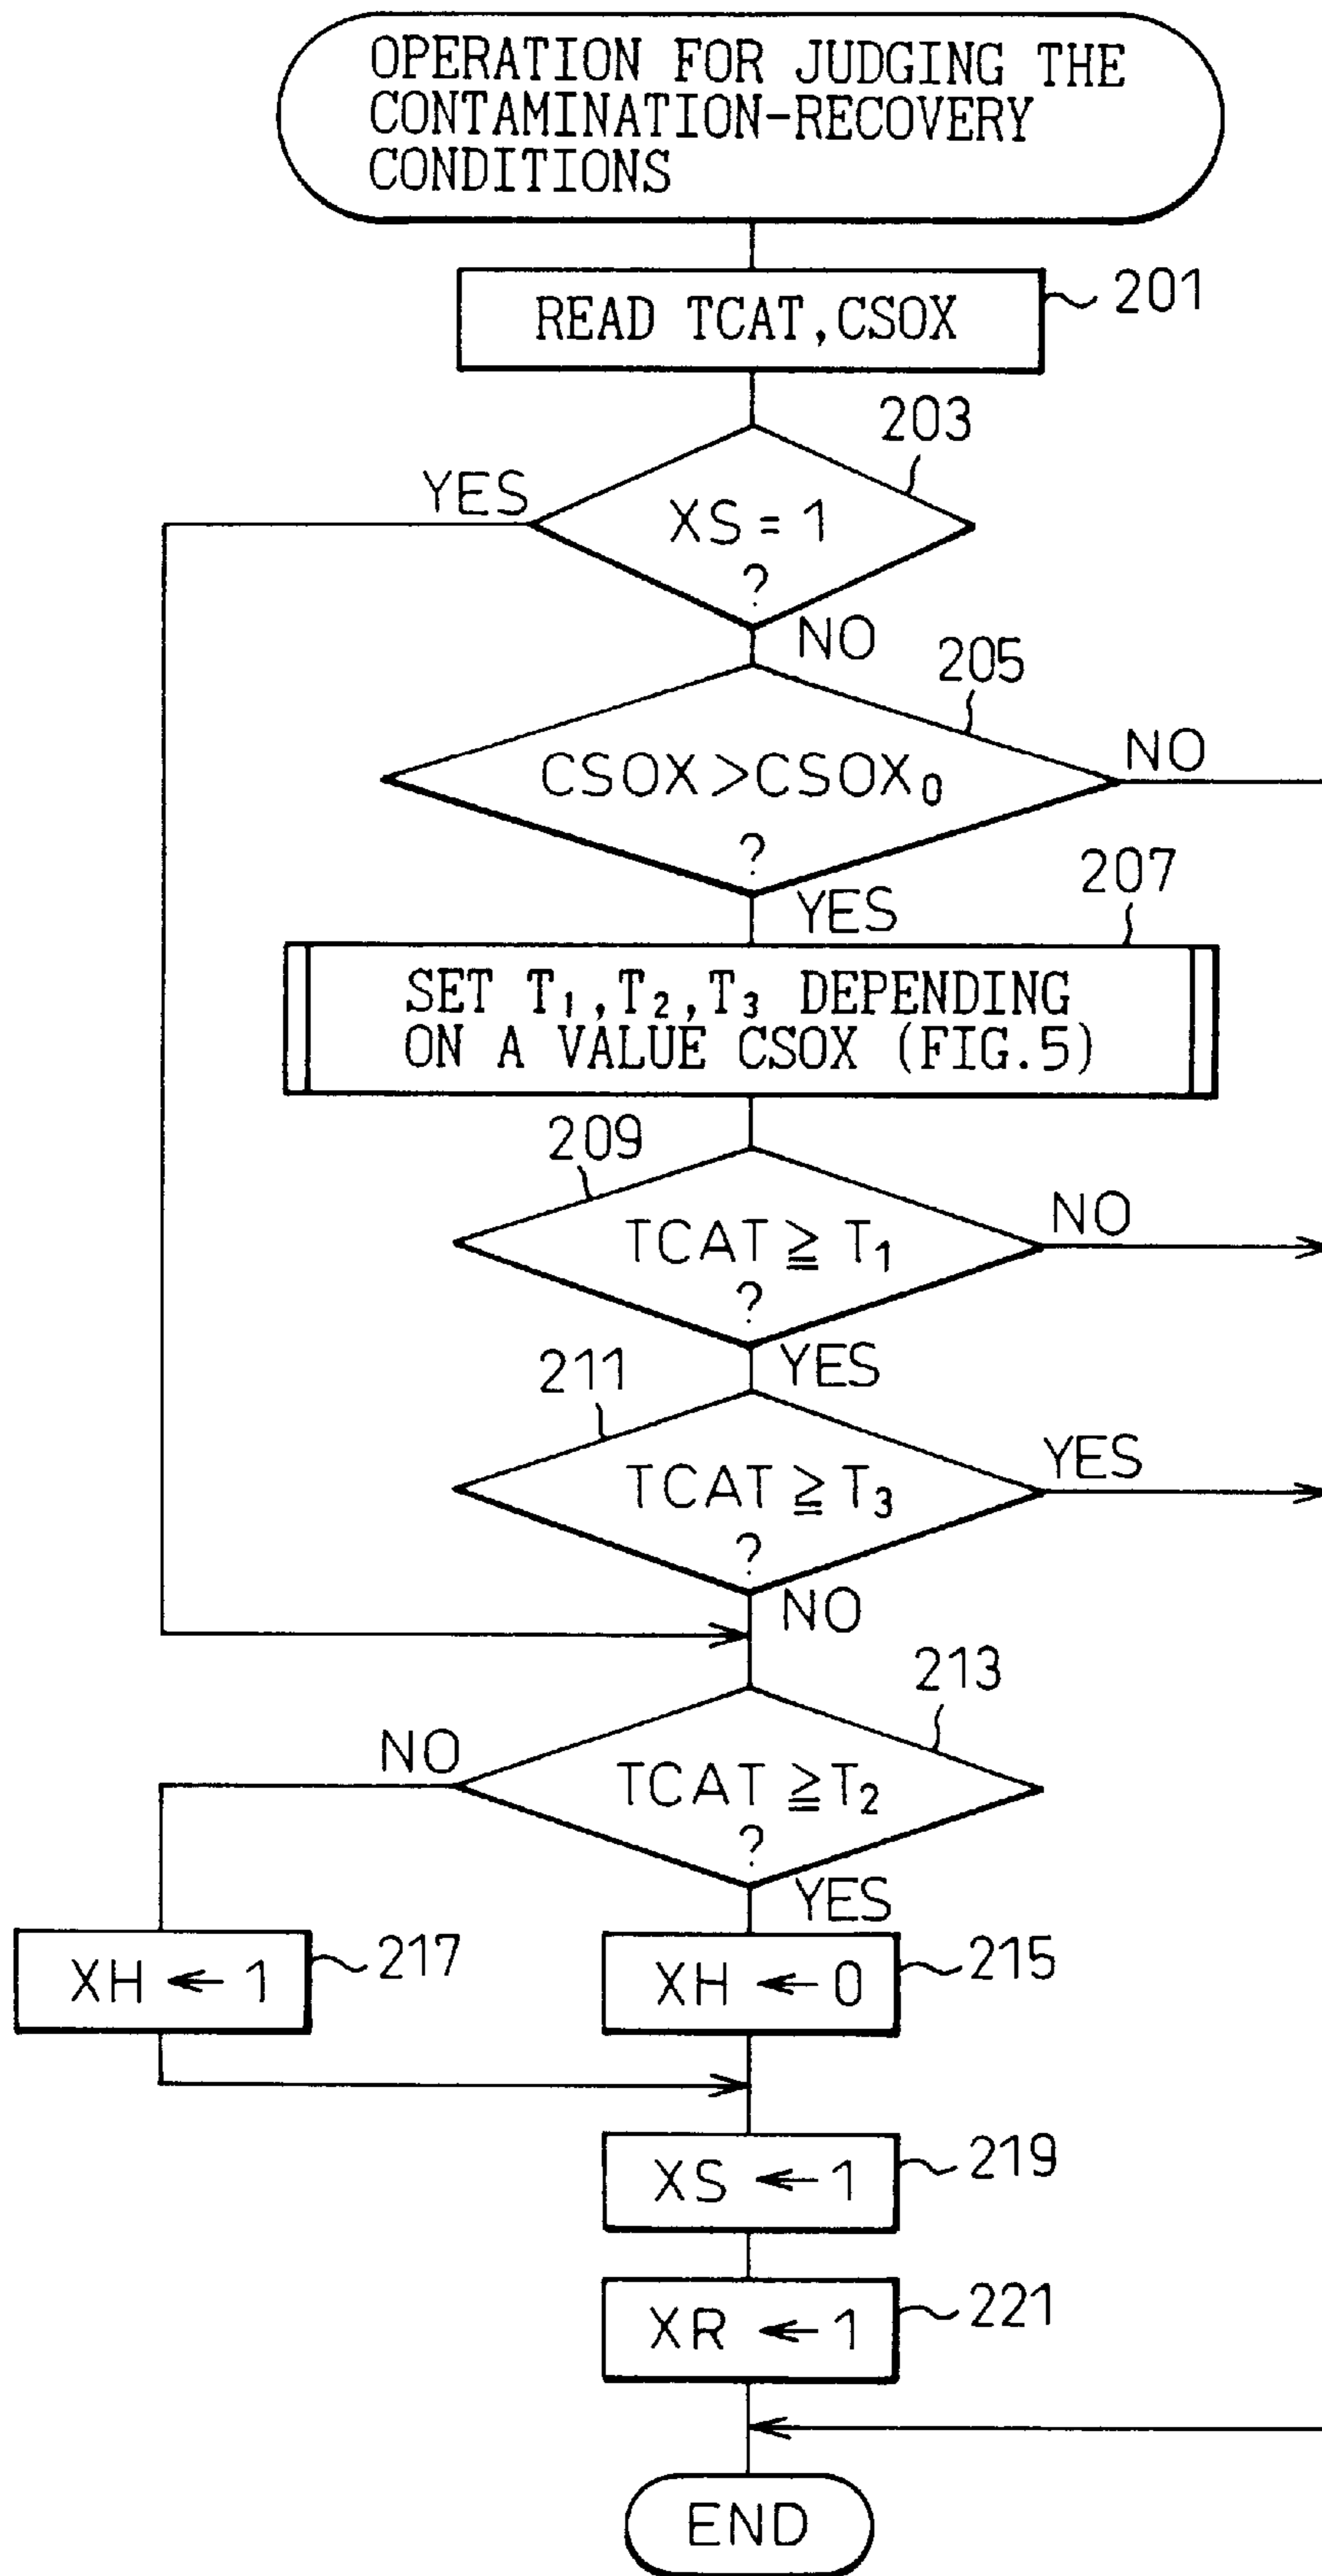 OPERATION FOR JUDGING THE
CONTAMINATION-RECOVERY
CONDITIONS
READ TCAT,CSOX
201
203
YES
XS = 1
?
NO
205
CSOX>CSOX₀
?
NO
YES
207
SET T₁,T₂,T₃ DEPENDING
ON A VALUE CSOX (FIG.5)
209
TCAT ≧ T₁
?
NO
YES
211
TCAT ≧ T₃
?
YES
NO
213
NO
TCAT ≧ T₂
?
YES
XH ← 1
217
XH ← 0
215
XS ← 1
219
XR ← 1
221
END